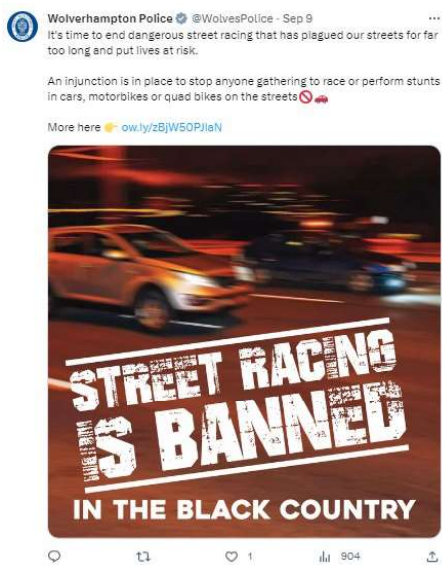 Wolverhampton Police @WolvesPolice · Sep 9
It's time to end dangerous street racing that has plagued our streets for far
too long and put lives at risk.
An injunction is in place to stop anyone gathering to race or perform stunts
in cars, motorbikes or quad bikes on the streets🚫🚗
More here 👉 ow.ly/zBjW50PJIaN
STREET RACING
IS BANNED
IN THE BLACK COUNTRY
1 904